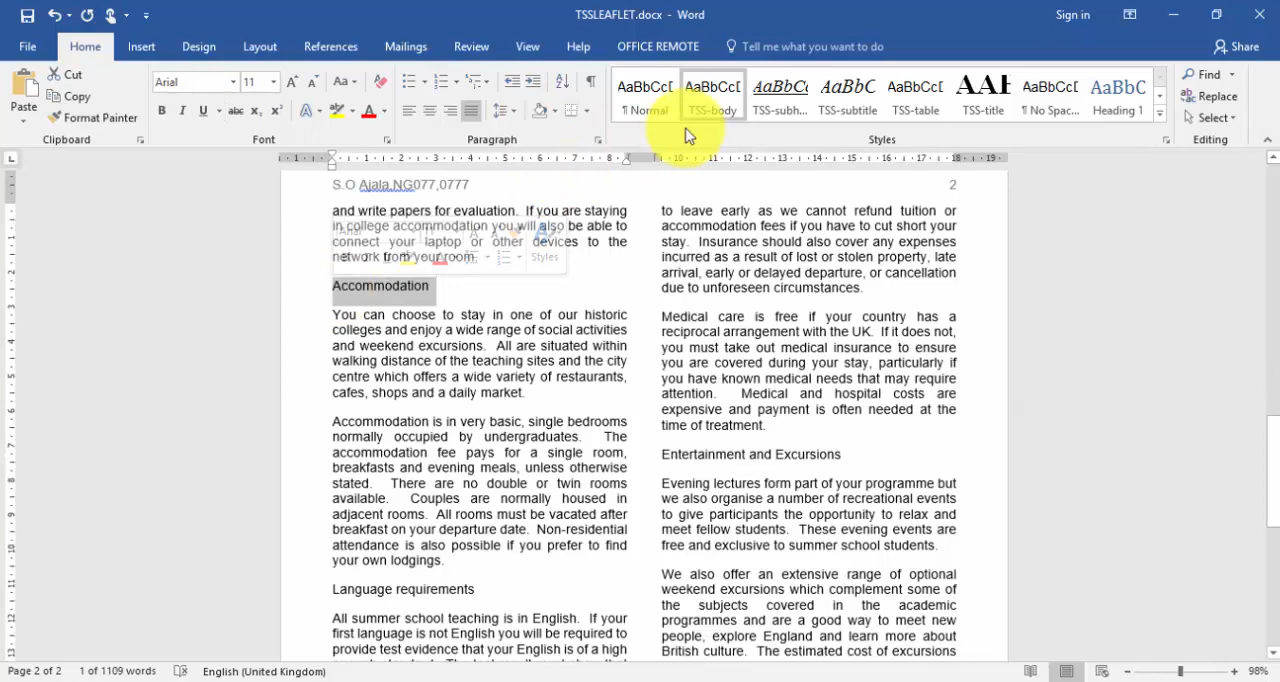 TSSLEAFLET.docx - Word
Sign in
File Home Insert Design Layout References Mailings Review View Help OFFICE REMOTE Tell me what you want to do Share
Paste
Cut
Copy
Format Painter
Clipboard
Arial 11
Font
Paragraph
AaBbCcD ¶ Normal
AaBbCcD TSS-body
AaBbCc TSS-subh...
AaBbC TSS-subtitle
AaBbCcD TSS-table
AAB TSS-title
AaBbCcD ¶ No Spac...
AaBbC Heading 1
Styles
Find
Replace
Select
Editing
S.O Ajala,NG077,0777 2
and write papers for evaluation. If you are staying
in college accommodation you will also be able to
connect your laptop or other devices to the
network from your room.
Styles
Accommodation
You can choose to stay in one of our historic
colleges and enjoy a wide range of social activities
and weekend excursions. All are situated within
walking distance of the teaching sites and the city
centre which offers a wide variety of restaurants,
cafes, shops and a daily market.
Accommodation is in very basic, single bedrooms
normally occupied by undergraduates. The
accommodation fee pays for a single room,
breakfasts and evening meals, unless otherwise
stated. There are no double or twin rooms
available. Couples are normally housed in
adjacent rooms. All rooms must be vacated after
breakfast on your departure date. Non-residential
attendance is also possible if you prefer to find
your own lodgings.
Language requirements
All summer school teaching is in English. If your
first language is not English you will be required to
provide test evidence that your English is of a high
to leave early as we cannot refund tuition or
accommodation fees if you have to cut short your
stay. Insurance should also cover any expenses
incurred as a result of lost or stolen property, late
arrival, early or delayed departure, or cancellation
due to unforeseen circumstances.
Medical care is free if your country has a
reciprocal arrangement with the UK. If it does not,
you must take out medical insurance to ensure
you are covered during your stay, particularly if
you have known medical needs that may require
attention. Medical and hospital costs are
expensive and payment is often needed at the
time of treatment.
Entertainment and Excursions
Evening lectures form part of your programme but
we also organise a number of recreational events
to give participants the opportunity to relax and
meet fellow students. These evening events are
free and exclusive to summer school students.
We also offer an extensive range of optional
weekend excursions which complement some of
the subjects covered in the academic
programmes and are a good way to meet new
people, explore England and learn more about
British culture. The estimated cost of excursions
Page 2 of 2 1 of 1109 words English (United Kingdom) 98%